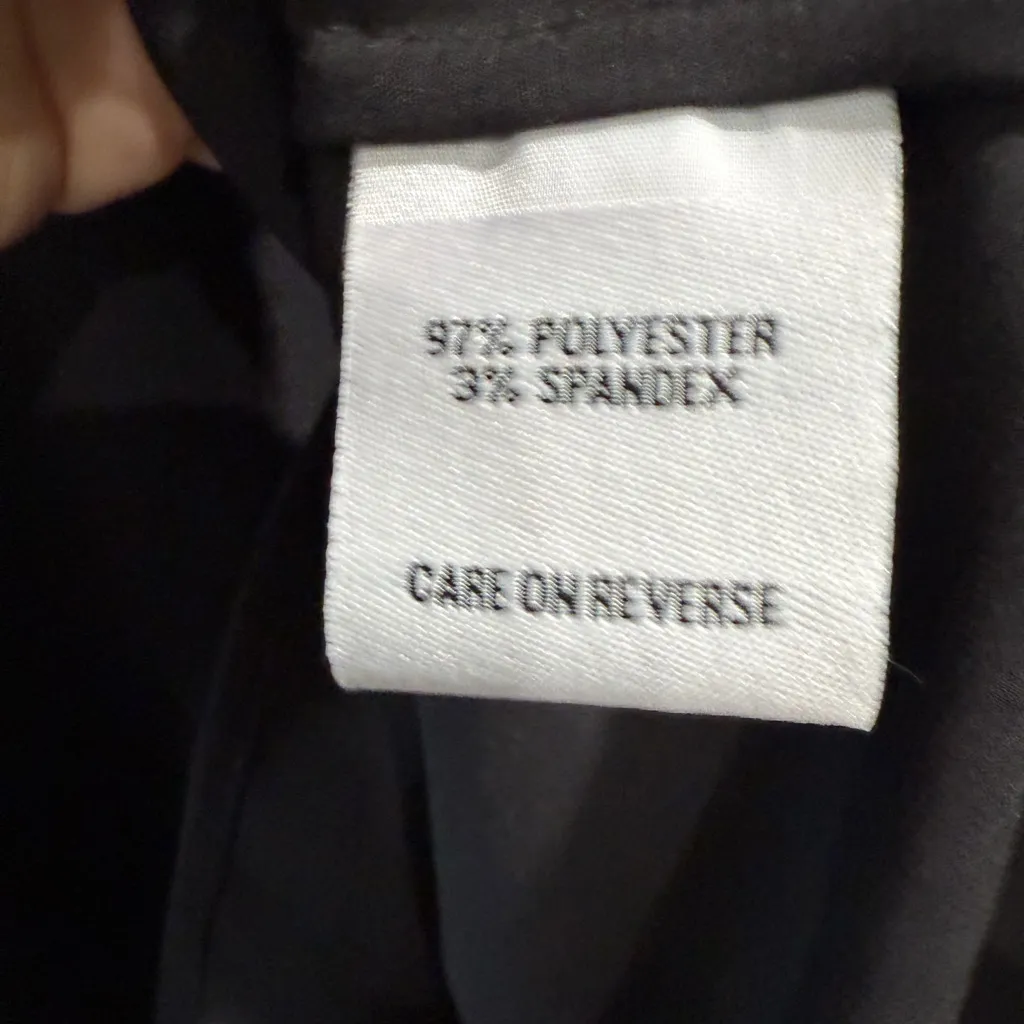 97% POLYESTER
3% SPANDEX
CARE ON REVERSE